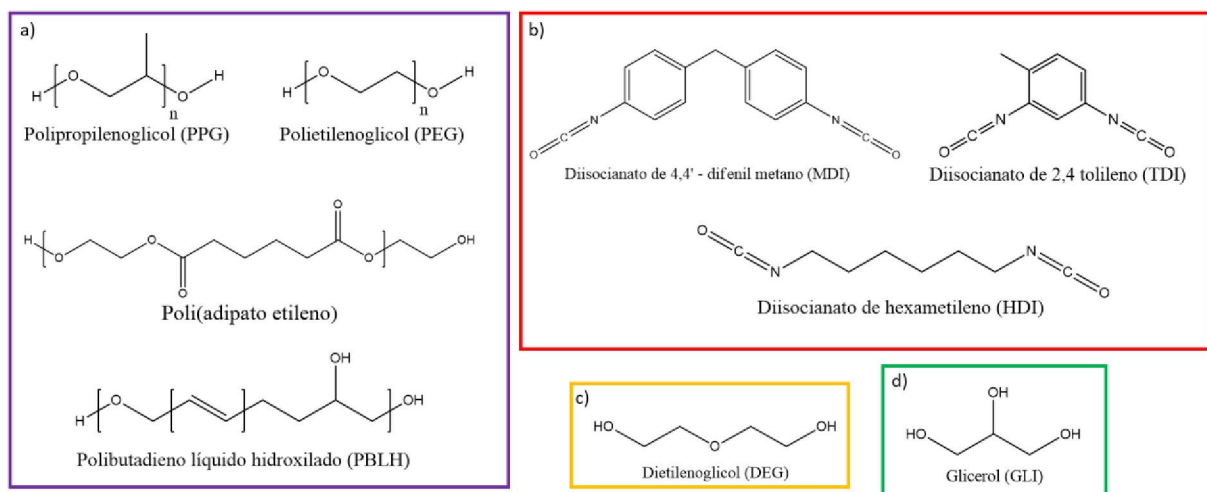 a)
H
O
n
O
H
Polipropilenoglicol (PPG)
H
O
n
O
H
Polietilenoglicol (PEG)
H
O
O
O
O
O
OH
Poli(adipato etileno)
H
O
OH
OH
Polibutadieno líquido hidroxilado (PBLH)
b)
O
C
N
N
C
O
Diisocianato de 4,4' - difenil metano (MDI)
O
C
N
N
C
O
Diisocianato de 2,4 tolileno (TDI)
O
C
N
N
C
O
Diisocianato de hexametileno (HDI)
c)
HO
O
OH
Dietilenoglicol (DEG)
d)
OH
HO
OH
Glicerol (GLI)